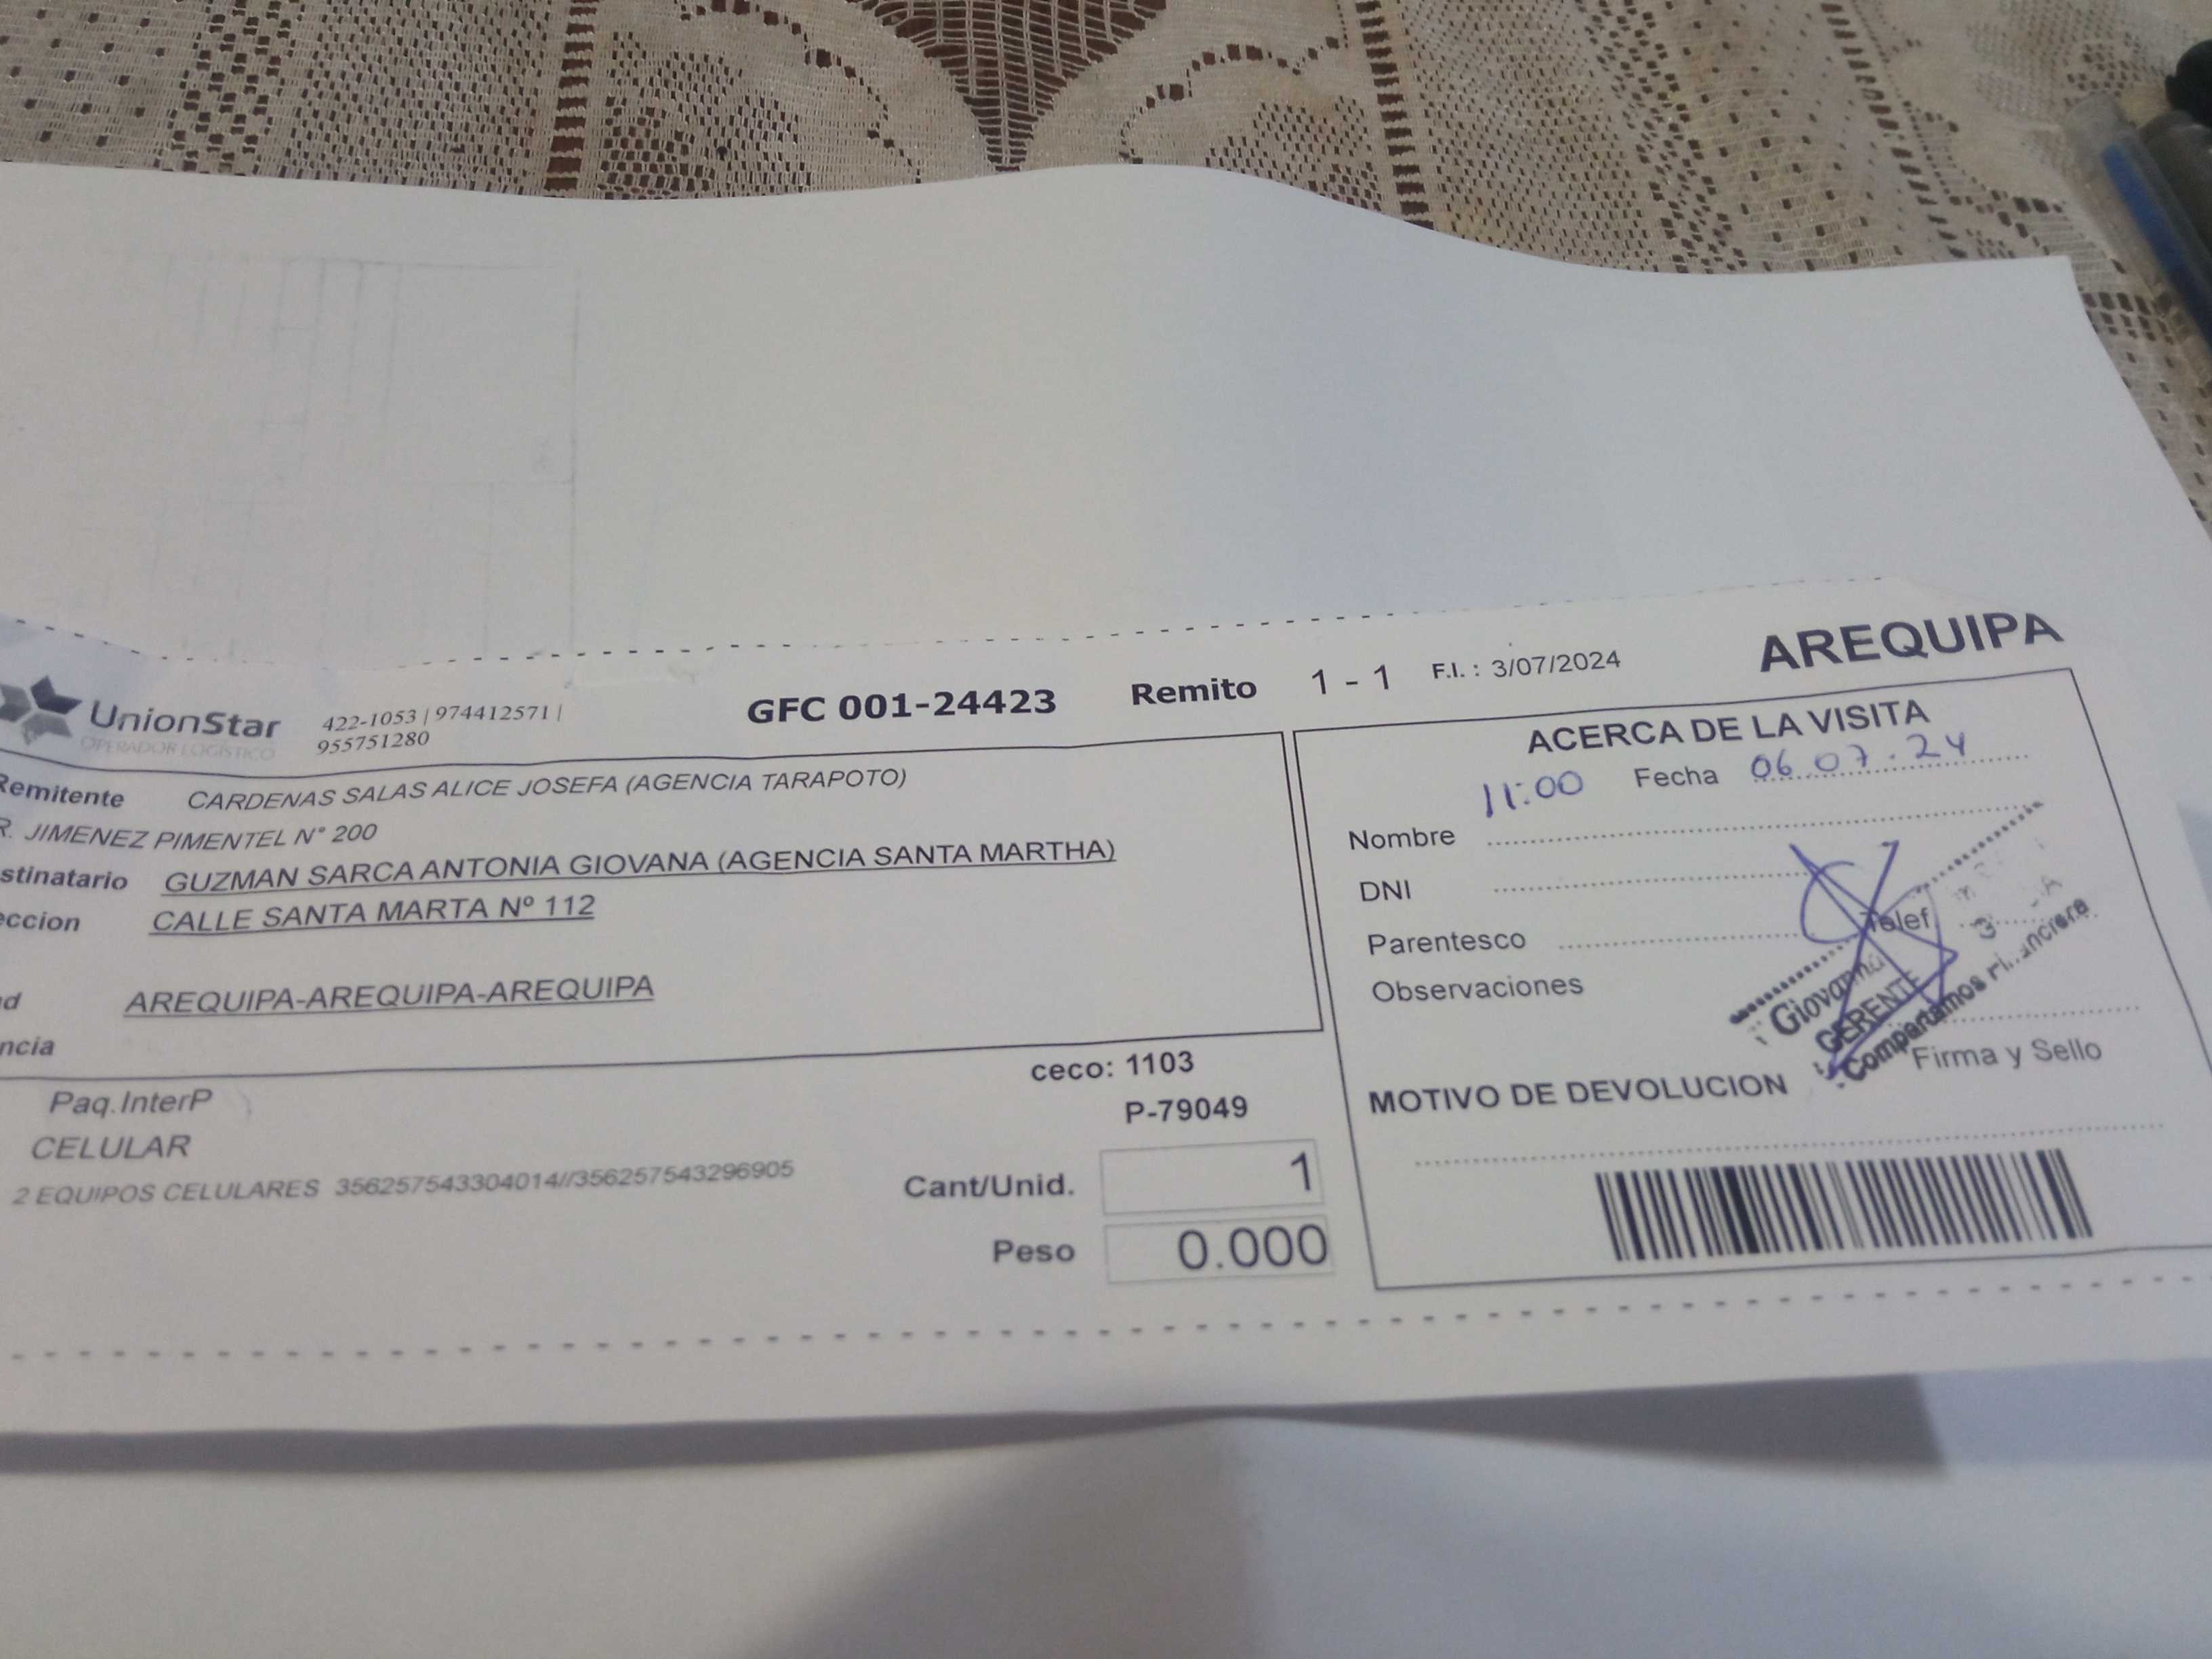 UnionStar
OPERADOR LOGÍSTICO
422-1053 | 974412571 |
955751280
GFC 001-24423 Remito 1 - 1 F.I. : 3/07/2024 AREQUIPA
Remitente CARDENAS SALAS ALICE JOSEFA (AGENCIA TARAPOTO)
R. JIMENEZ PIMENTEL N° 200
stinatario GUZMAN SARCA ANTONIA GIOVANA (AGENCIA SANTA MARTHA)
eccion CALLE SANTA MARTA Nº 112
d AREQUIPA-AREQUIPA-AREQUIPA
ncia
ceco: 1103
Paq.InterP
P-79049
CELULAR
2 EQUIPOS CELULARES 356257543304014//356257543296905
Cant/Unid. 1
Peso 0.000
ACERCA DE LA VISITA
11:00 Fecha 06 07.24
Nombre
DNI
Parentesco Telef
Observaciones
Giovanna
GERENTE
Compartamos
Firma y Sello
MOTIVO DE DEVOLUCION